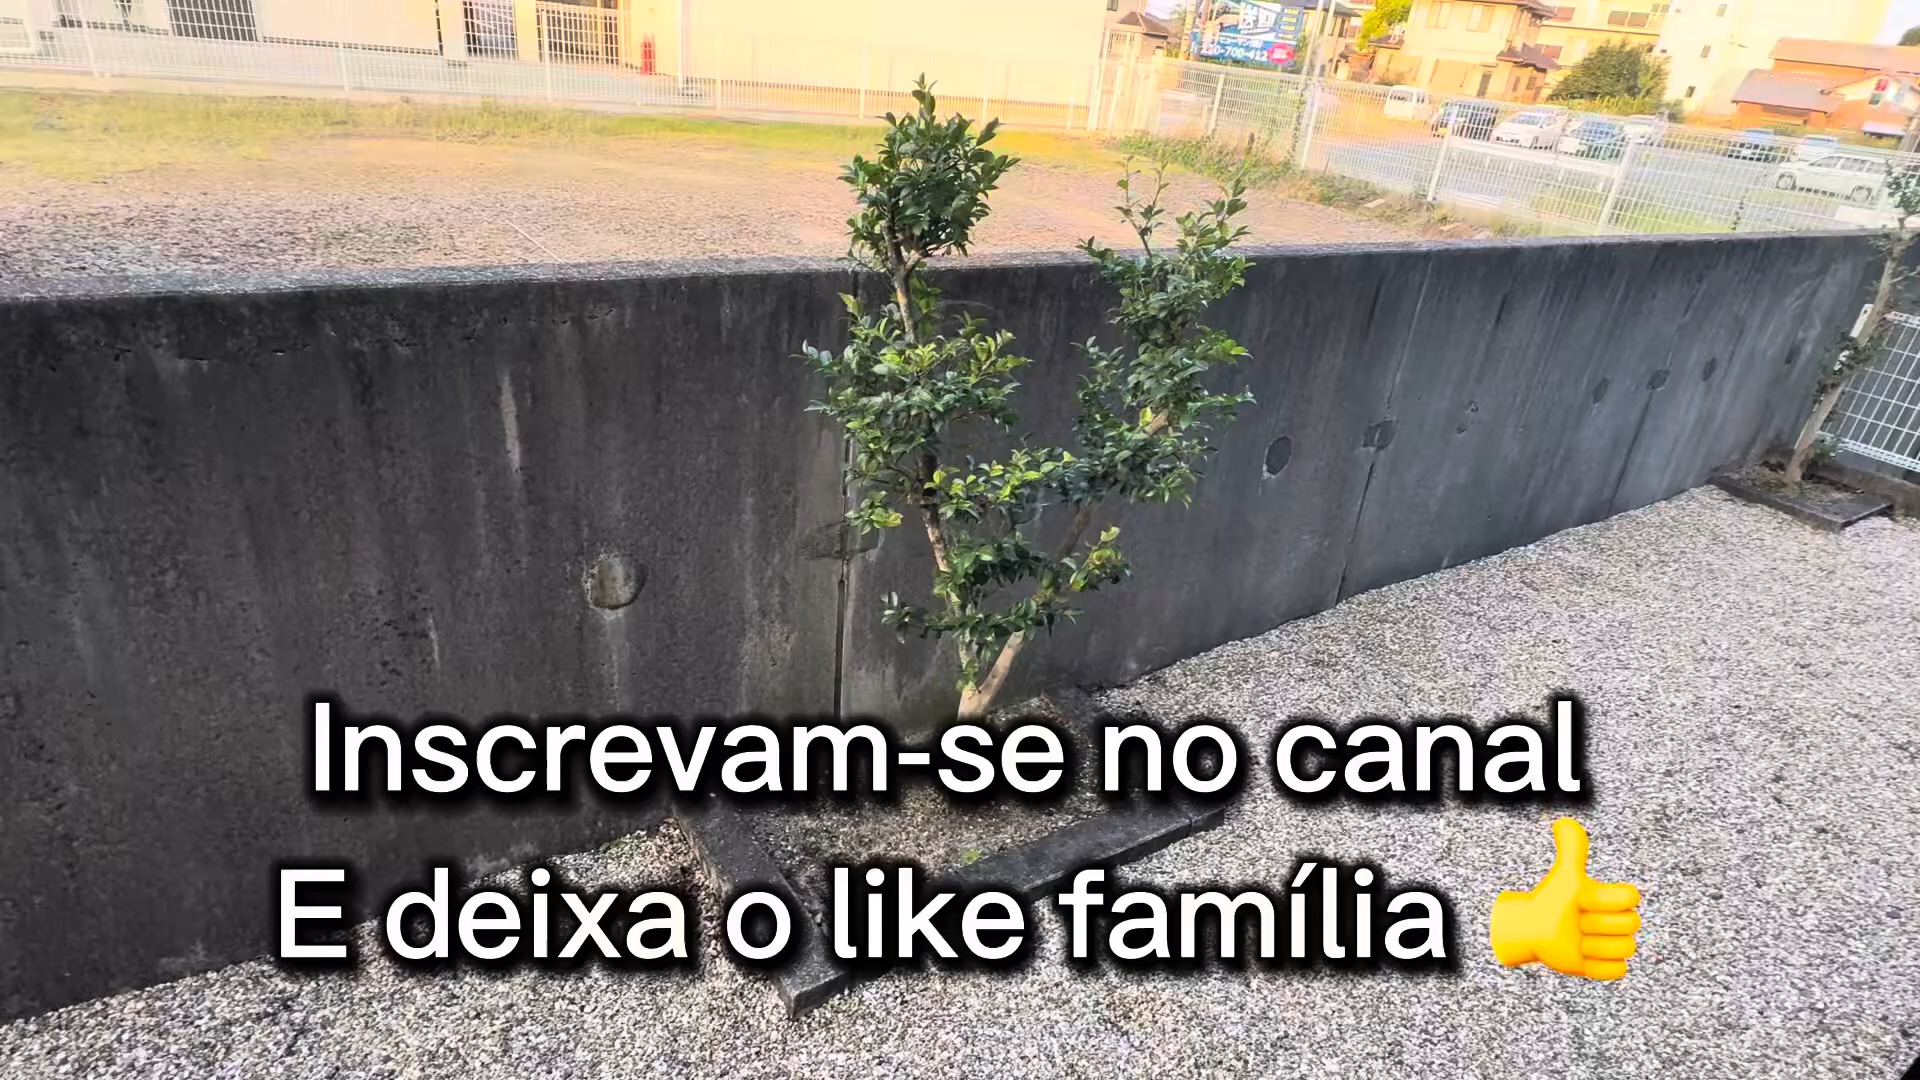 Inscrevam-se no canal
E deixa o like família 👍